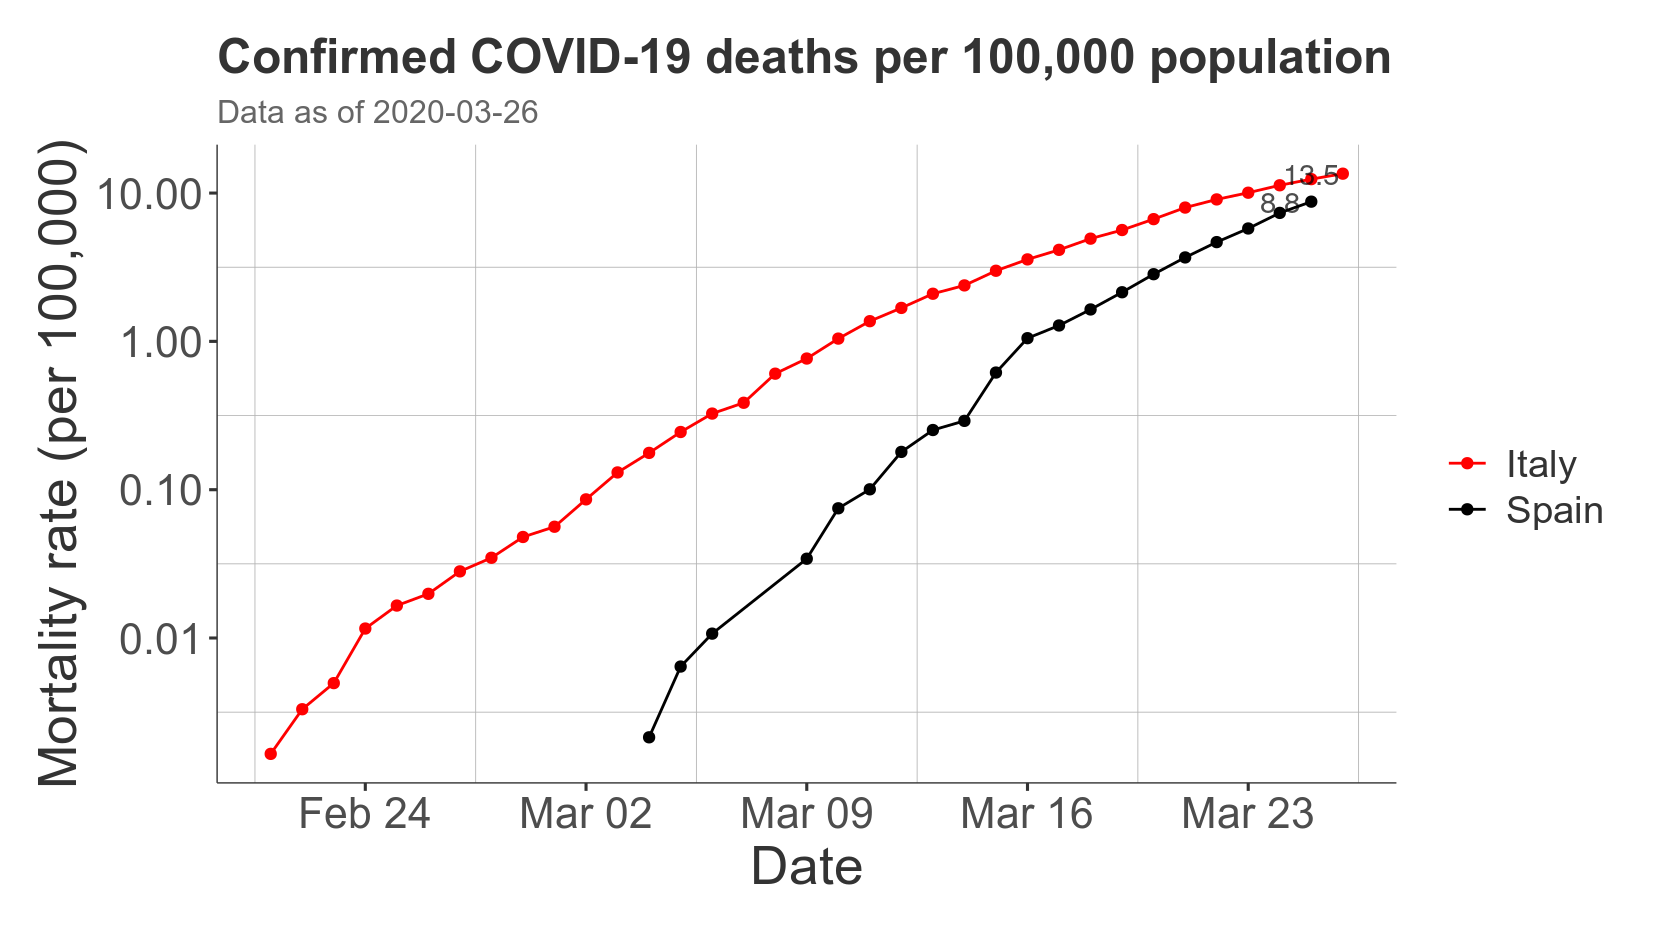 Confirmed COVID-19 deaths per 100,000 population
Data as of 2020-03-26
Mortality rate (per 100,000)
10.00
1.00
0.10
0.01
13.5
8.8
Italy
Spain
Feb 24
Mar 02
Mar 09
Mar 16
Mar 23
Date